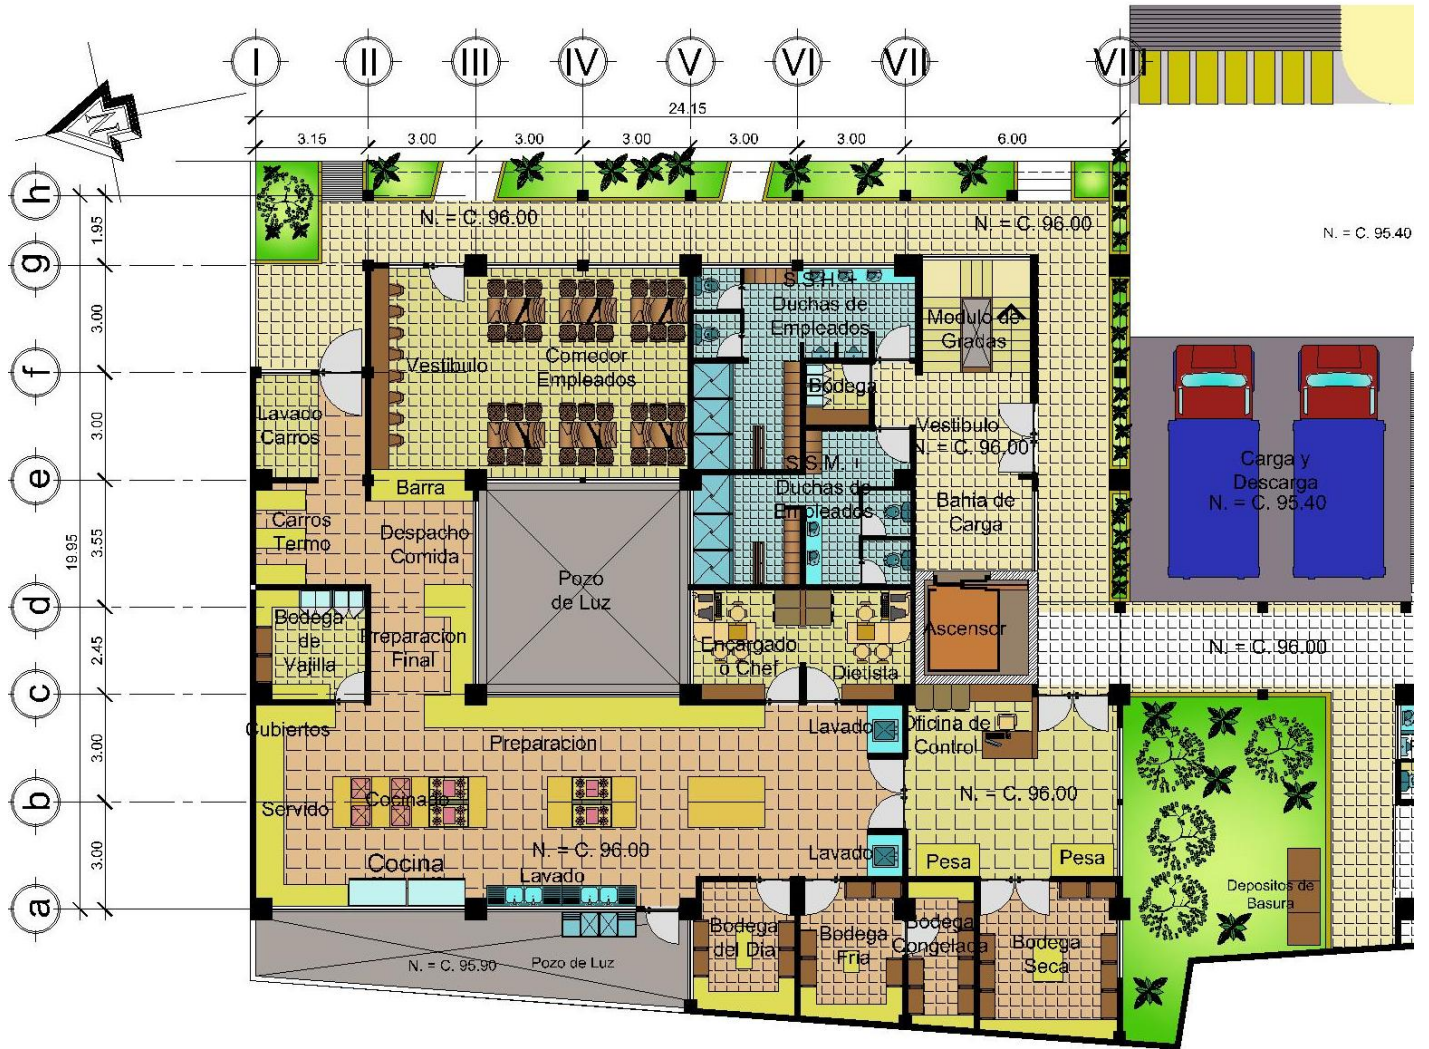 I II III IV V VI VII VIII
24.15
3.15 3.00 3.00 3.00 3.00 3.00 6.00
N
h
g
f
e
d
c
b
a
1.95
3.00
3.00
3.55
2.45
3.00
3.00
19.95
N. = C. 96.00
N. = C. 96.00
N. = C. 95.40
S.S.H. +
Duchas de
Empleados
Modulo de
Gradas
Vestibulo
Comedor
Empleados
Bodega
Lavado
Carros
Vestibulo
N. = C. 96.00
Carga y
Descarga
N. = C. 95.40
S.S.M. +
Duchas de
Empleados
Barra
Bahia de
Carga
Carros
Termo
Despacho
Comida
Pozo
de Luz
Bodega
de
Vajilla
Preparacion
Final
Encargado
o Chef
Dietista
Ascensor
N. = C. 96.00
Cubiertos
Preparacion
Lavado
Oficina de
Control
Servido
Cocinado
N. = C. 96.00
Cocina
N. = C. 96.00
Lavado
Lavado
Pesa
Pesa
Depositos de
Basura
Bodega
del Dia
Bodega
Fria
Bodega
Congelada
Bodega
Seca
N. = C. 95.90
Pozo de Luz